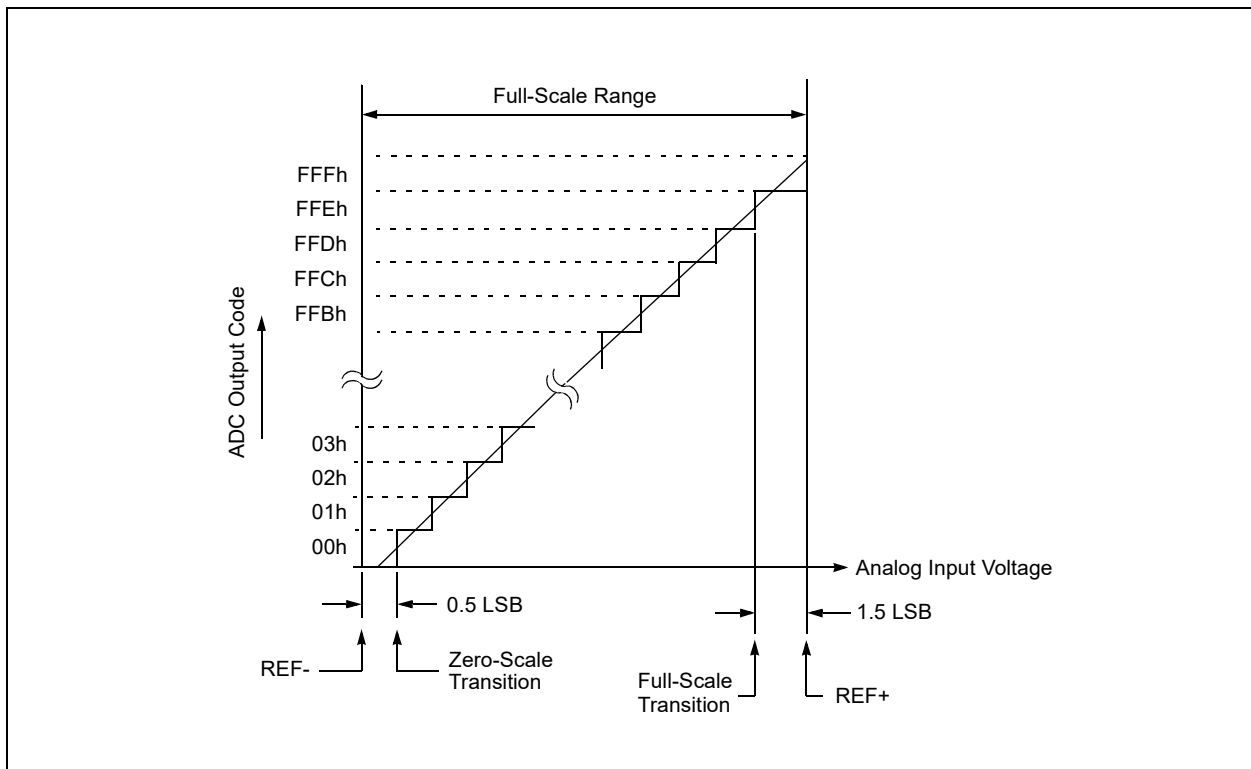 Full-Scale Range
FFFh
FFEh
FFDh
FFCh
FFBh
ADC Output Code
03h
02h
01h
00h
Analog Input Voltage
0.5 LSB
1.5 LSB
REF-
Zero-Scale
Transition
Full-Scale
Transition
REF+